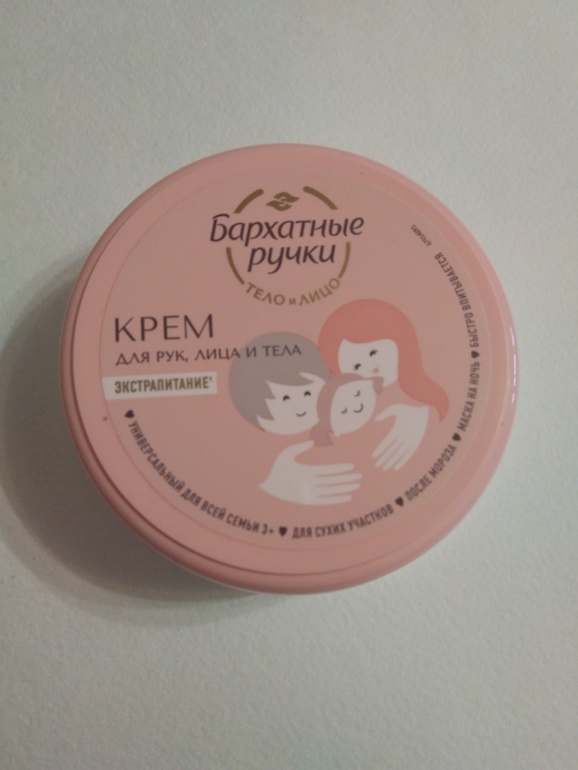 Бархатные
ручки
ТЕЛО и ЛИЦО
КРЕМ
ДЛЯ РУК, ЛИЦА И ТЕЛА
ЭКСТРАПИТАНИЕ*
♥ УНИВЕРСАЛЬНЫЙ ДЛЯ ВСЕЙ СЕМЬИ 3+ ♥ ДЛЯ СУХИХ УЧАСТКОВ ♥ ПОСЛЕ МОРОЗА ♥ МАСКА НА НОЧЬ ♥ БЫСТРО ВПИТЫВАЕТСЯ